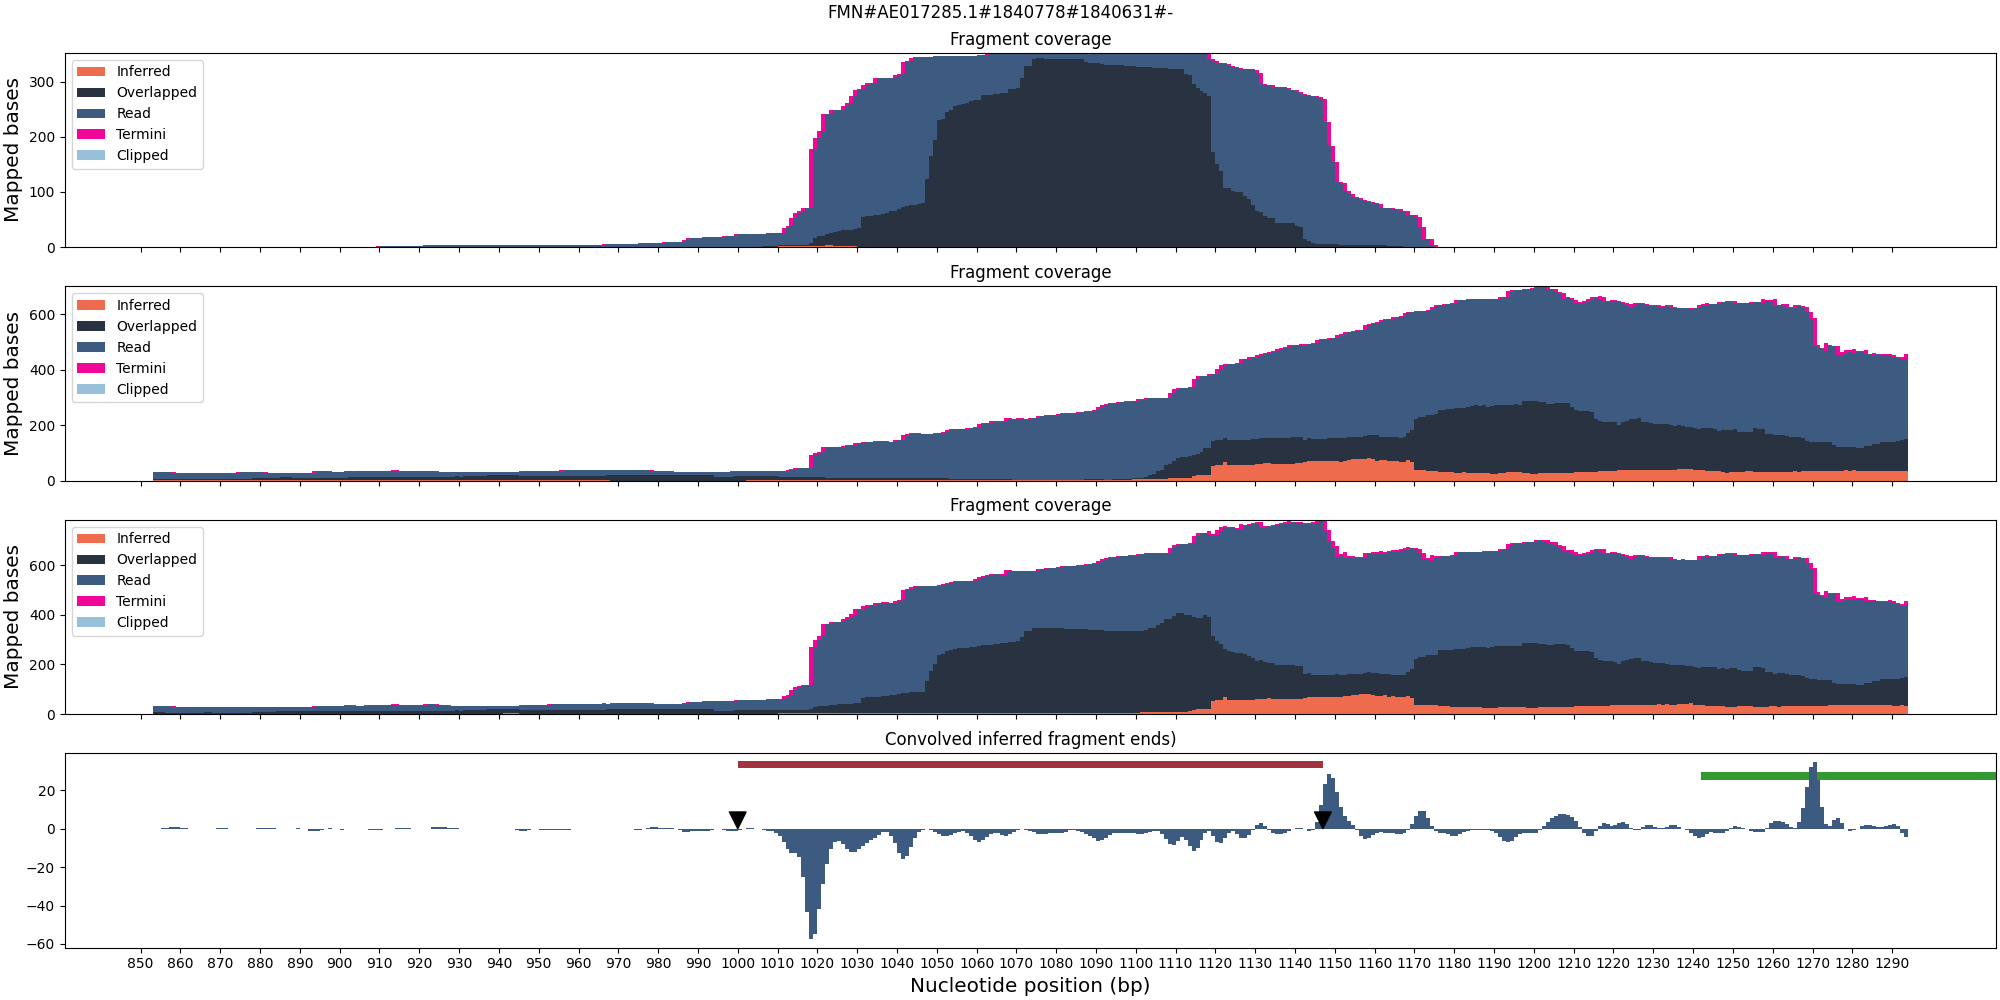 FMN#AE017285.1#1840778#1840631#-
Fragment coverage
Mapped bases
300
200
100
0
Inferred
Overlapped
Read
Termini
Clipped
Fragment coverage
Mapped bases
600
400
200
0
Inferred
Overlapped
Read
Termini
Clipped
Fragment coverage
Mapped bases
600
400
200
0
Inferred
Overlapped
Read
Termini
Clipped
Convolved inferred fragment ends)
20
0
−20
−40
−60
850 860 870 880 890 900 910 920 930 940 950 960 970 980 990 1000 1010 1020 1030 1040 1050 1060 1070 1080 1090 1100 1110 1120 1130 1140 1150 1160 1170 1180 1190 1200 1210 1220 1230 1240 1250 1260 1270 1280 1290
Nucleotide position (bp)